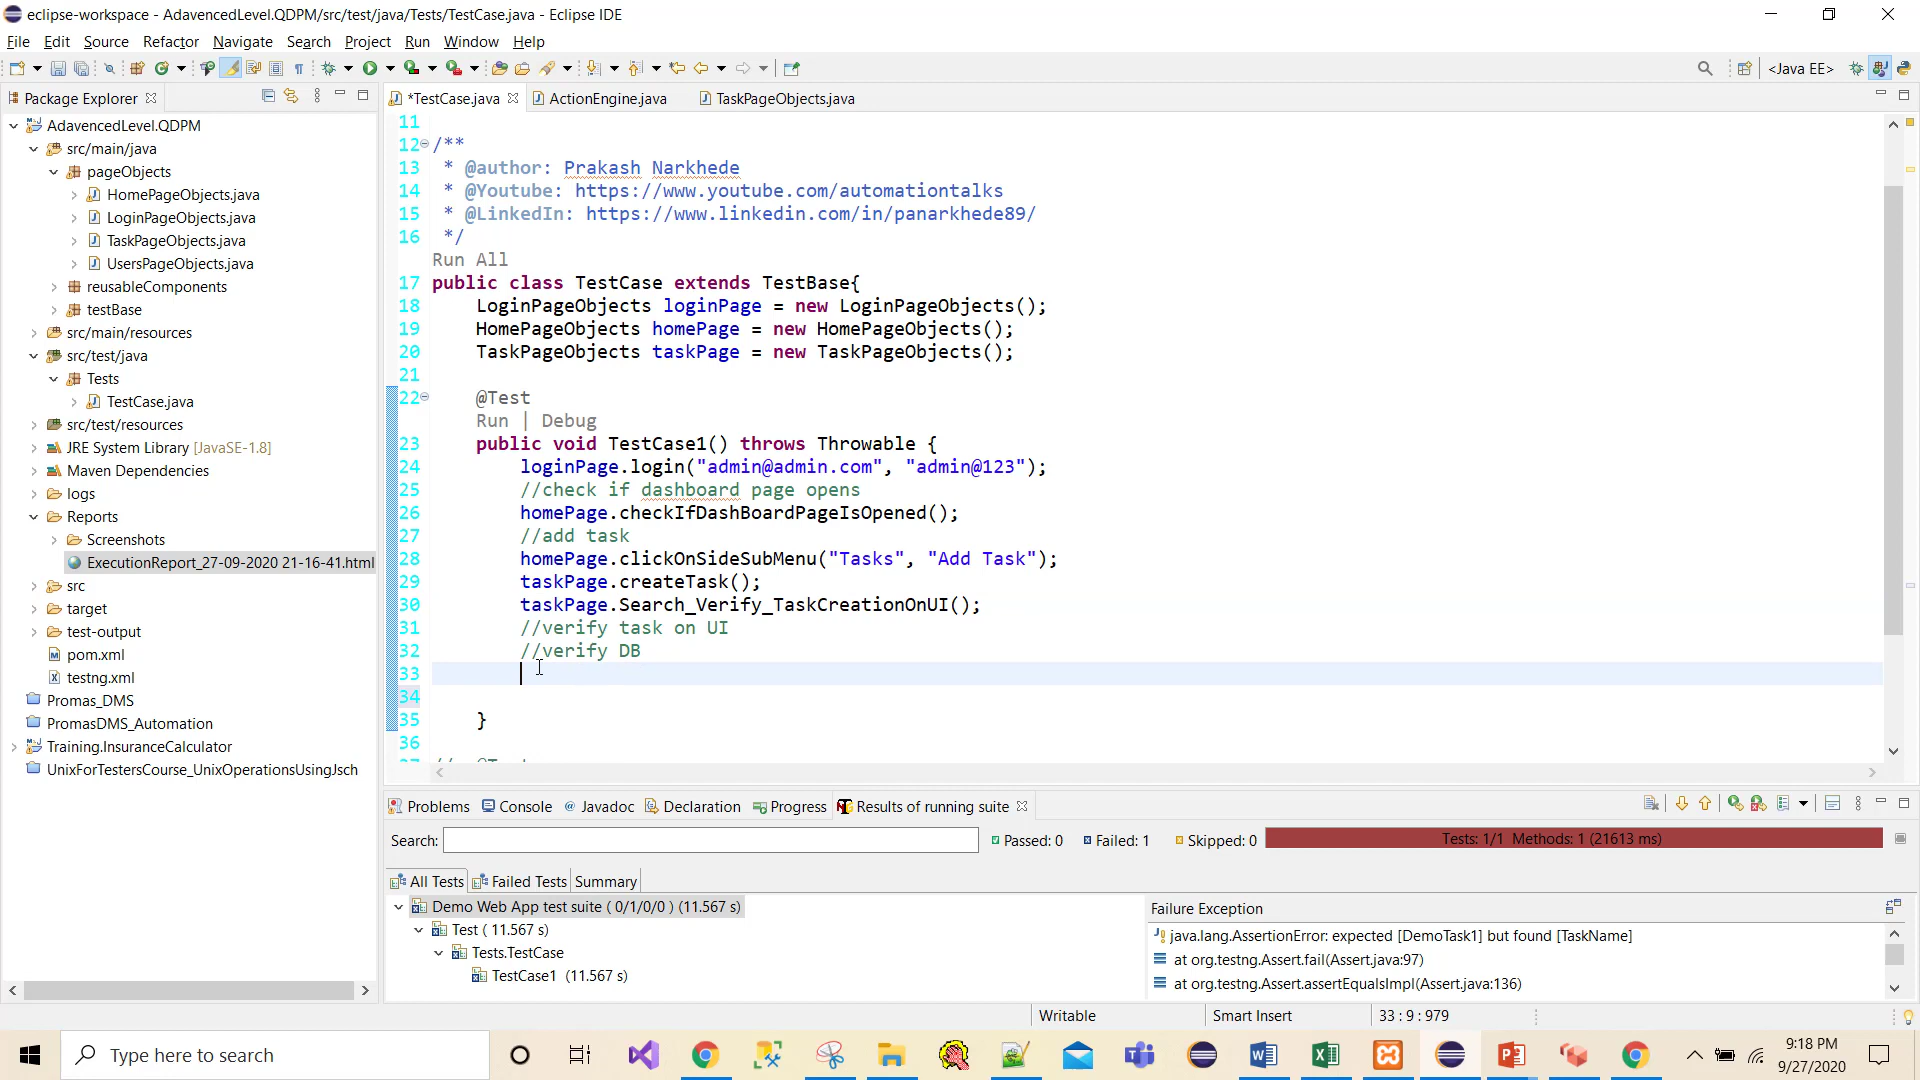 eclipse-workspace - AdavencedLevel.QDPM/src/test/java/Tests/TestCase.java - Eclipse IDE
File Edit Source Refactor Navigate Search Project Run Window Help
<Java EE>
Package Explorer
*TestCase.java ActionEngine.java TaskPageObjects.java
AdavencedLevel.QDPM
src/main/java
pageObjects
HomePageObjects.java
LoginPageObjects.java
TaskPageObjects.java
UsersPageObjects.java
reusableComponents
testBase
src/main/resources
src/test/java
Tests
TestCase.java
src/test/resources
JRE System Library [JavaSE-1.8]
Maven Dependencies
logs
Reports
Screenshots
ExecutionReport_27-09-2020 21-16-41.html
src
target
test-output
pom.xml
testng.xml
Promas_DMS
PromasDMS_Automation
Training.InsuranceCalculator
UnixForTestersCourse_UnixOperationsUsingJsch
11
12 /**
13 * @author: Prakash Narkhede
14 * @Youtube: https://www.youtube.com/automationtalks
15 * @LinkedIn: https://www.linkedin.com/in/panarkhede89/
16 */
Run All
17 public class TestCase extends TestBase{
18 LoginPageObjects loginPage = new LoginPageObjects();
19 HomePageObjects homePage = new HomePageObjects();
20 TaskPageObjects taskPage = new TaskPageObjects();
21
22 @Test
Run | Debug
23 public void TestCase1() throws Throwable {
24 loginPage.login("admin@admin.com", "admin@123");
25 //check if dashboard page opens
26 homePage.checkIfDashBoardPageIsOpened();
27 //add task
28 homePage.clickOnSideSubMenu("Tasks", "Add Task");
29 taskPage.createTask();
30 taskPage.Search_Verify_TaskCreationOnUI();
31 //verify task on UI
32 //verify DB
33
34
35 }
36
Problems Console Javadoc Declaration Progress Results of running suite
Search: Passed: 0 Failed: 1 Skipped: 0 Tests: 1/1 Methods: 1 (21613 ms)
All Tests Failed Tests Summary
Demo Web App test suite ( 0/1/0/0 ) (11.567 s)
Test ( 11.567 s)
Tests.TestCase
TestCase1 (11.567 s)
Failure Exception
java.lang.AssertionError: expected [DemoTask1] but found [TaskName]
at org.testng.Assert.fail(Assert.java:97)
at org.testng.Assert.assertEqualsImpl(Assert.java:136)
Writable Smart Insert 33 : 9 : 979
Type here to search
9:18 PM
9/27/2020